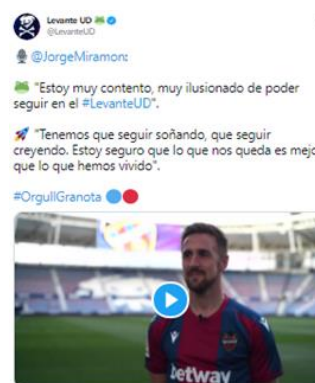 Levante UD
@LevanteUD
@JorgeMiramon:
"Estoy muy contento, muy ilusionado de poder
seguir en el #LevanteUD".
"Tenemos que seguir soñando, que seguir
creyendo. Estoy seguro que lo que nos queda es mejo
que lo que hemos vivido".
#OrgullGranota
betway